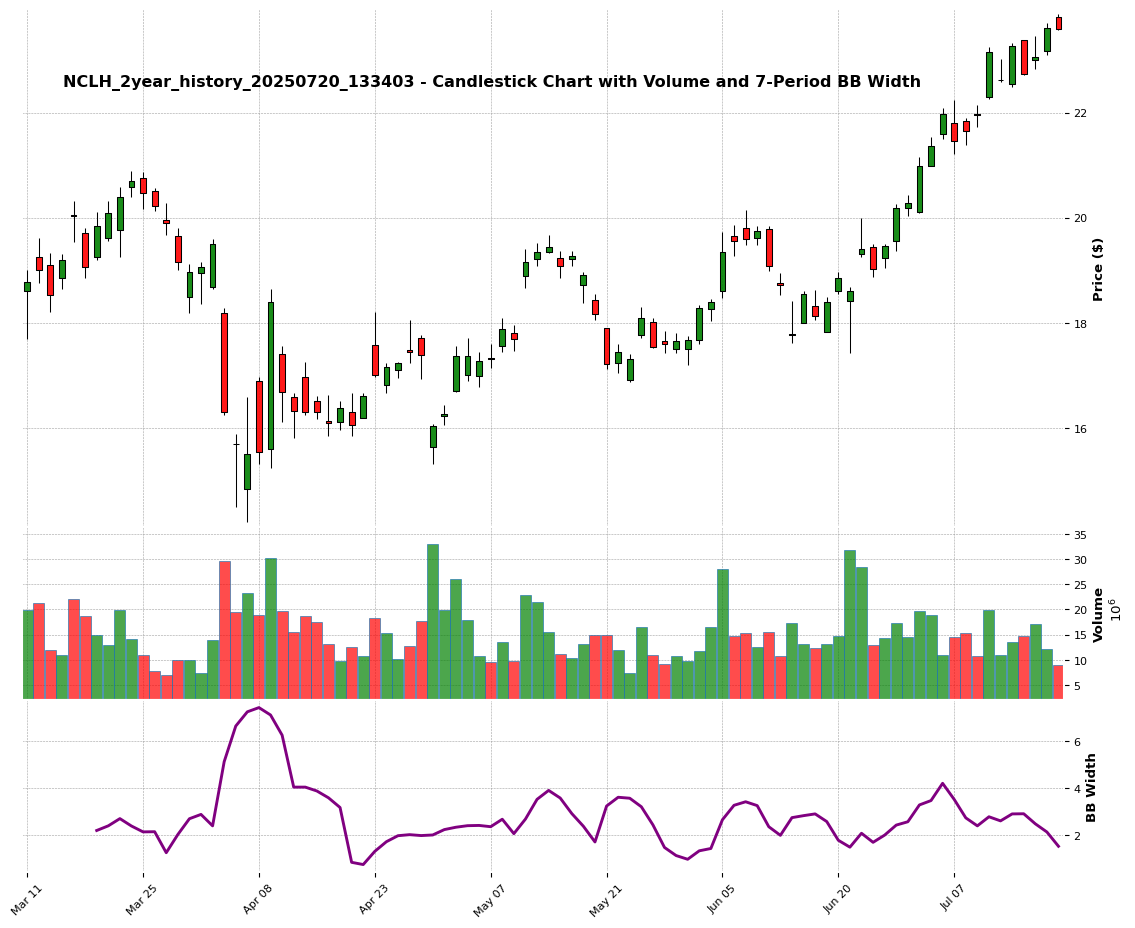 NCLH_2year_history_20250720_133403 - Candlestick Chart with Volume and 7-Period BB Width
22
20
18
16
Price ($)
35
30
25
20
15
10
5
Volume
10^6
6
4
2
BB Width
Mar 11
Mar 25
Apr 08
Apr 23
May 07
May 21
Jun 05
Jun 20
Jul 07